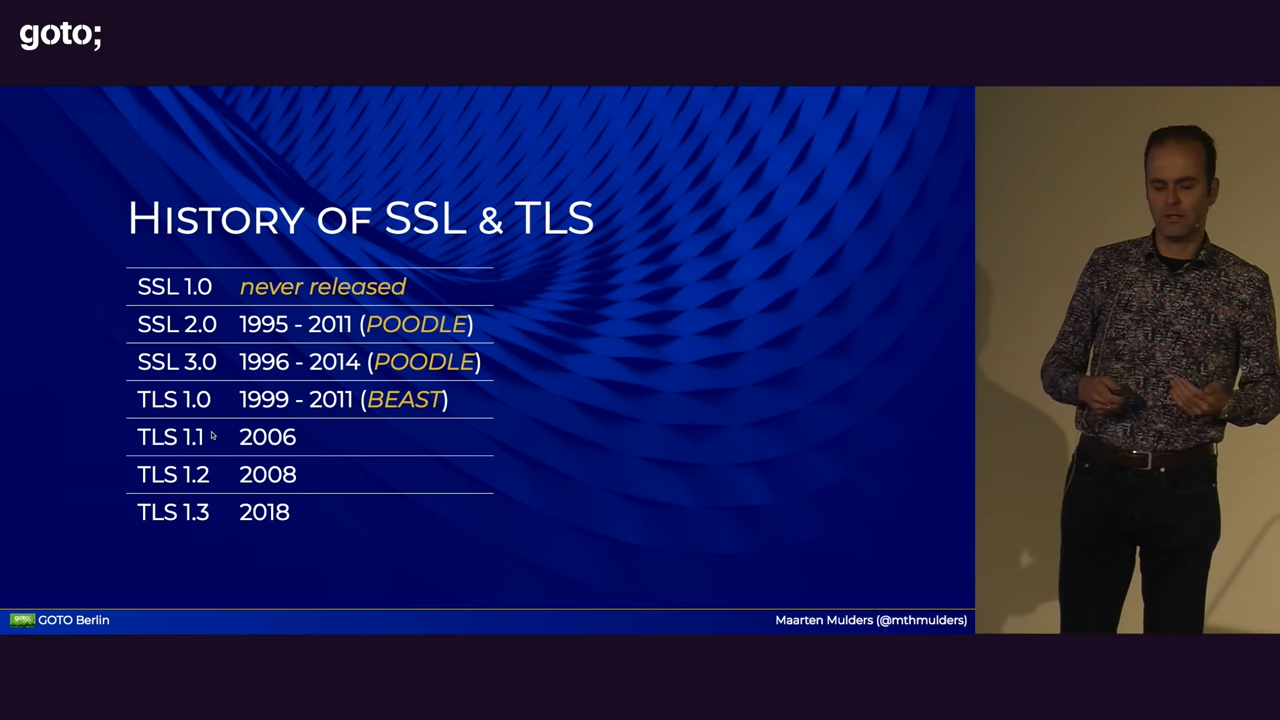 goto;
History of SSL & TLS
SSL 1.0 never released
SSL 2.0 1995 - 2011 (POODLE)
SSL 3.0 1996 - 2014 (POODLE)
TLS 1.0 1999 - 2011 (BEAST)
TLS 1.1 2006
TLS 1.2 2008
TLS 1.3 2018
goto;
GOTO Berlin
Maarten Mulders (@mthmulders)